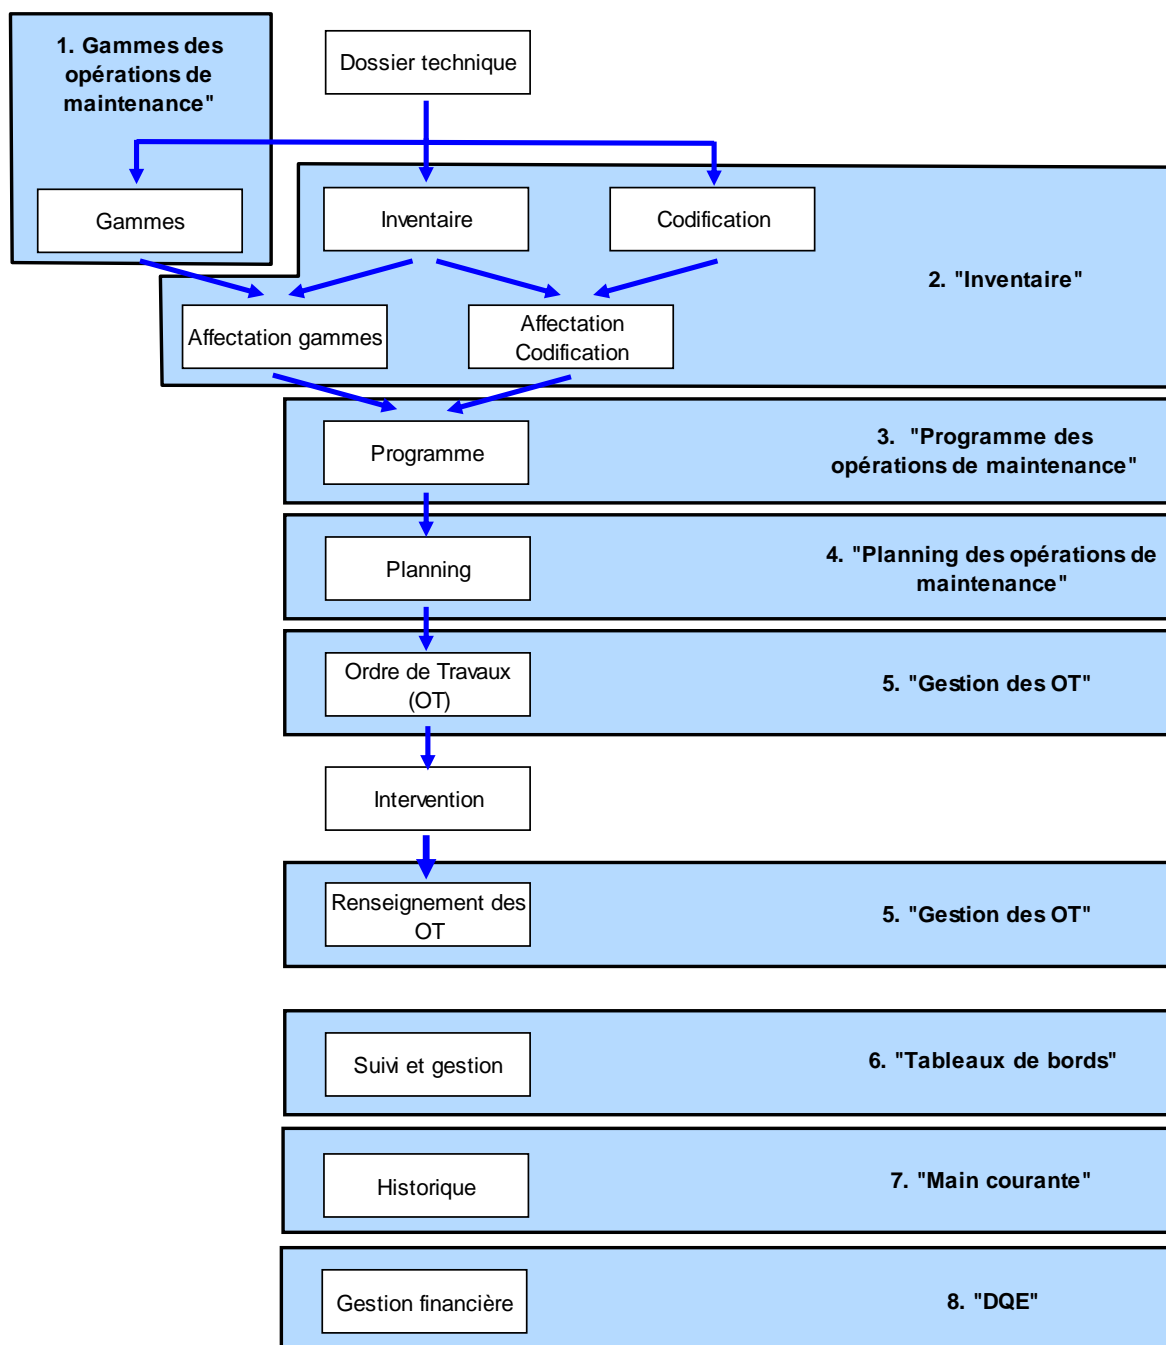 1. Gammes des
opérations de
maintenance"
Dossier technique
Gammes
Inventaire
Codification
2. "Inventaire"
Affectation gammes
Affectation
Codification
Programme
3. "Programme des
opérations de maintenance"
Planning
4. "Planning des opérations de
maintenance"
Ordre de Travaux
(OT)
5. "Gestion des OT"
Intervention
Renseignement des
OT
5. "Gestion des OT"
Suivi et gestion
6. "Tableaux de bords"
Historique
7. "Main courante"
Gestion financière
8. "DQE"